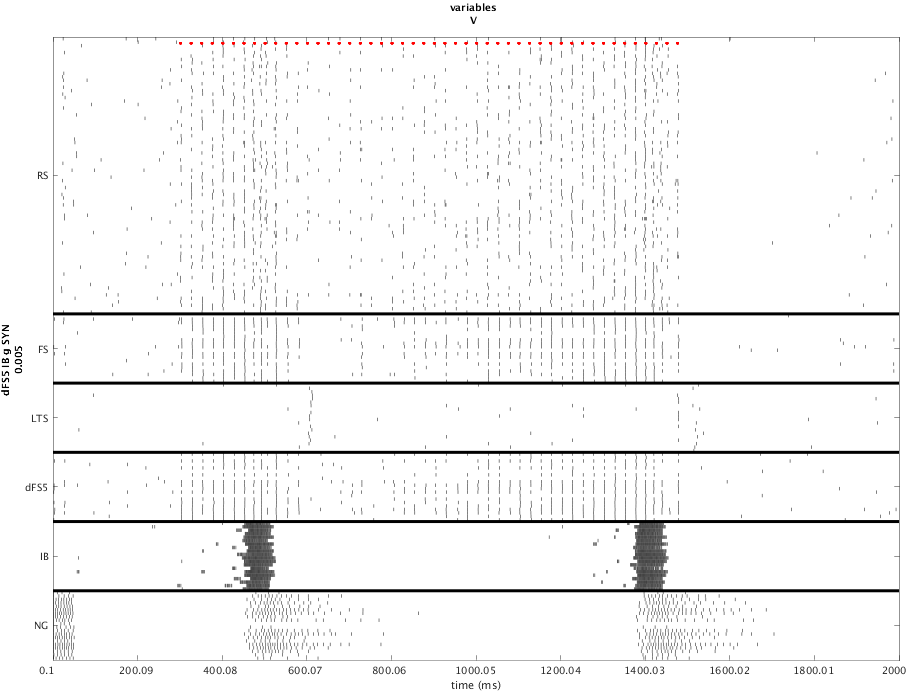 variables
V
RS
FS
LTS
dFS5
IB
NG
dFS5 IB g SYN
0.005
0.1 200.09 400.08 600.07 800.06 1000.05 1200.04 1400.03 1600.02 1800.01 2000
time (ms)